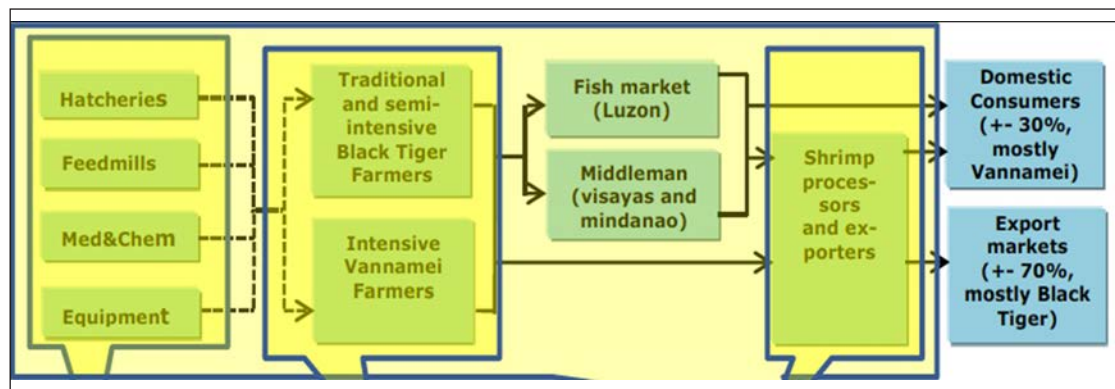 Hatcheries
Feedmills
Med&Chem
Equipment
Traditional
and semi-
intensive
Black Tiger
Farmers
Intensive
Vannamei
Farmers
Fish market
(Luzon)
Middleman
(visayas and
mindanao)
Shrimp
proces-
sors
and ex-
porters
Domestic
Consumers
(+- 30%,
mostly
Vannamei)
Export
markets
(+- 70%,
mostly Black
Tiger)